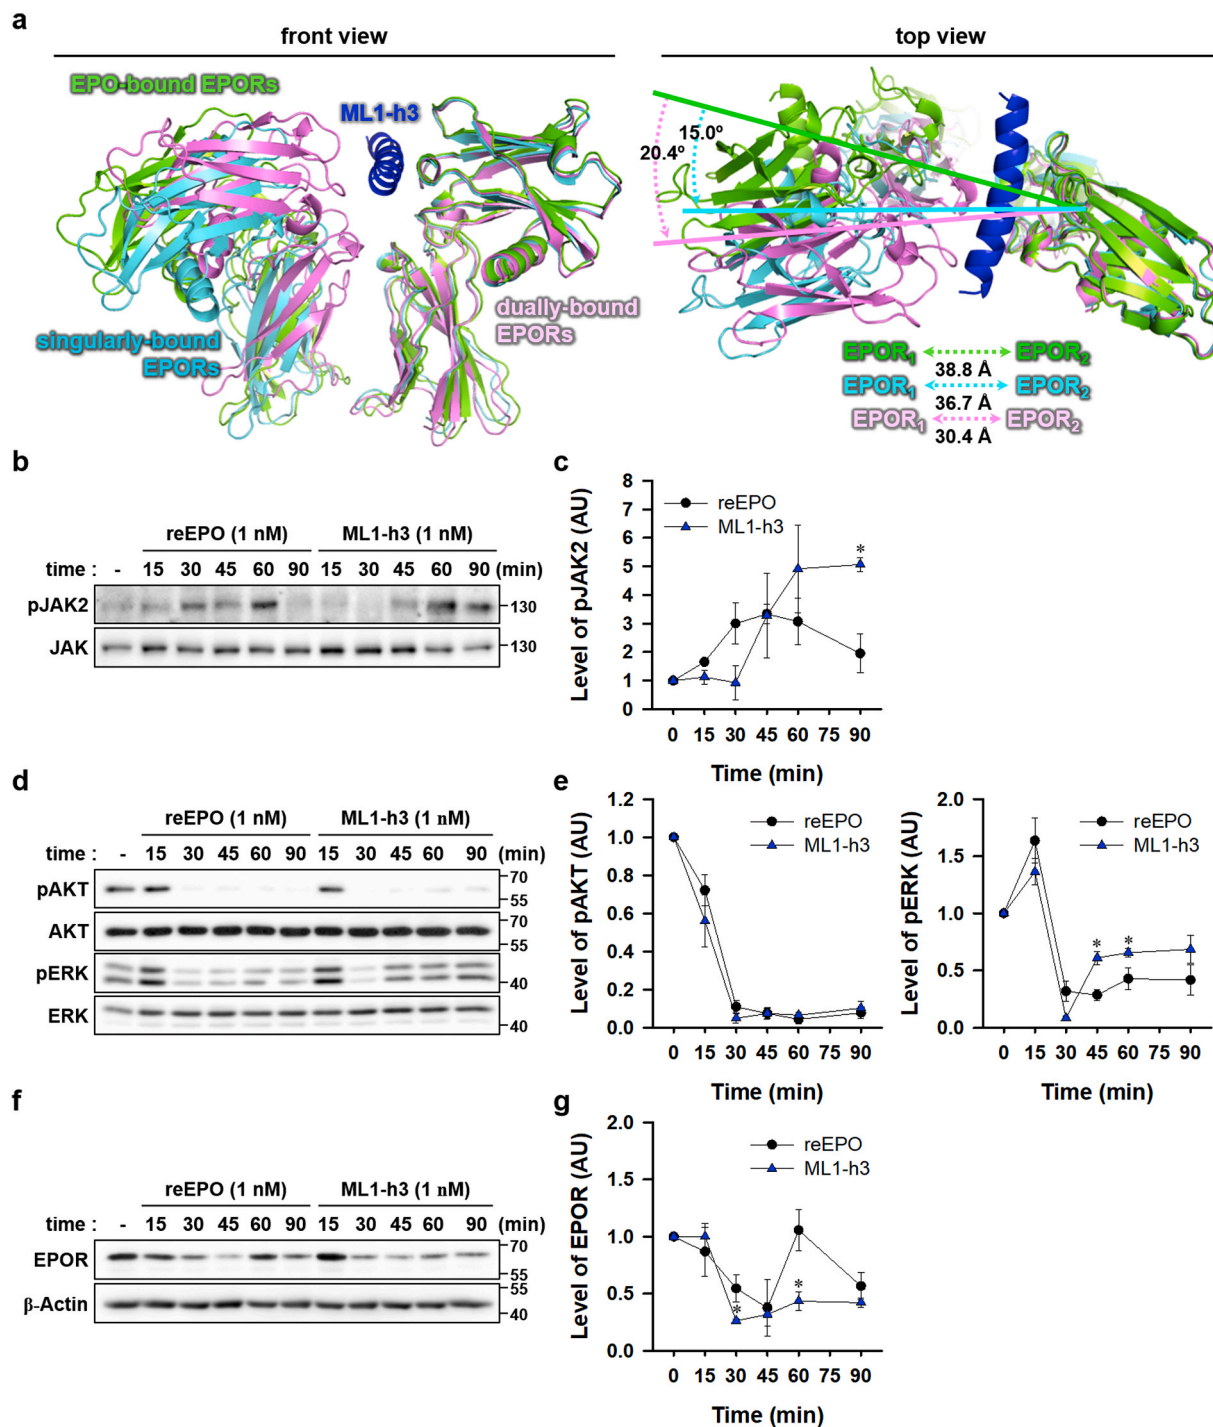 a
front view
top view
EPO-bound EPORs
ML1-h3
singularly-bound
EPORs
dually-bound
EPORs
15.0º
20.4º
EPOR1 EPOR2
38.8 Å
EPOR1 EPOR2
36.7 Å
EPOR1 EPOR2
30.4 Å
b
reEPO (1 nM) ML1-h3 (1 nM)
time : - 15 30 45 60 90 15 30 45 60 90 (min)
pJAK2 130
JAK 130
c
reEPO
ML1-h3
Level of pJAK2 (AU)
8
7
6
5
4
3
2
1
0
*
0 15 30 45 60 75 90
Time (min)
d
reEPO (1 nM) ML1-h3 (1 nM)
time : - 15 30 45 60 90 15 30 45 60 90 (min)
pAKT 70
55
AKT 70
55
pERK 40
ERK 40
e
reEPO
ML1-h3
Level of pAKT (AU)
1.2
1.0
0.8
0.6
0.4
0.2
0.0
0 15 30 45 60 75 90
Time (min)
reEPO
ML1-h3
Level of pERK (AU)
2.0
1.5
1.0
0.5
0.0
* *
0 15 30 45 60 75 90
Time (min)
f
reEPO (1 nM) ML1-h3 (1 nM)
time : - 15 30 45 60 90 15 30 45 60 90 (min)
EPOR 70
55
β-Actin 55
40
g
reEPO
ML1-h3
Level of EPOR (AU)
2.0
1.5
1.0
0.5
0.0
* *
0 15 30 45 60 75 90
Time (min)